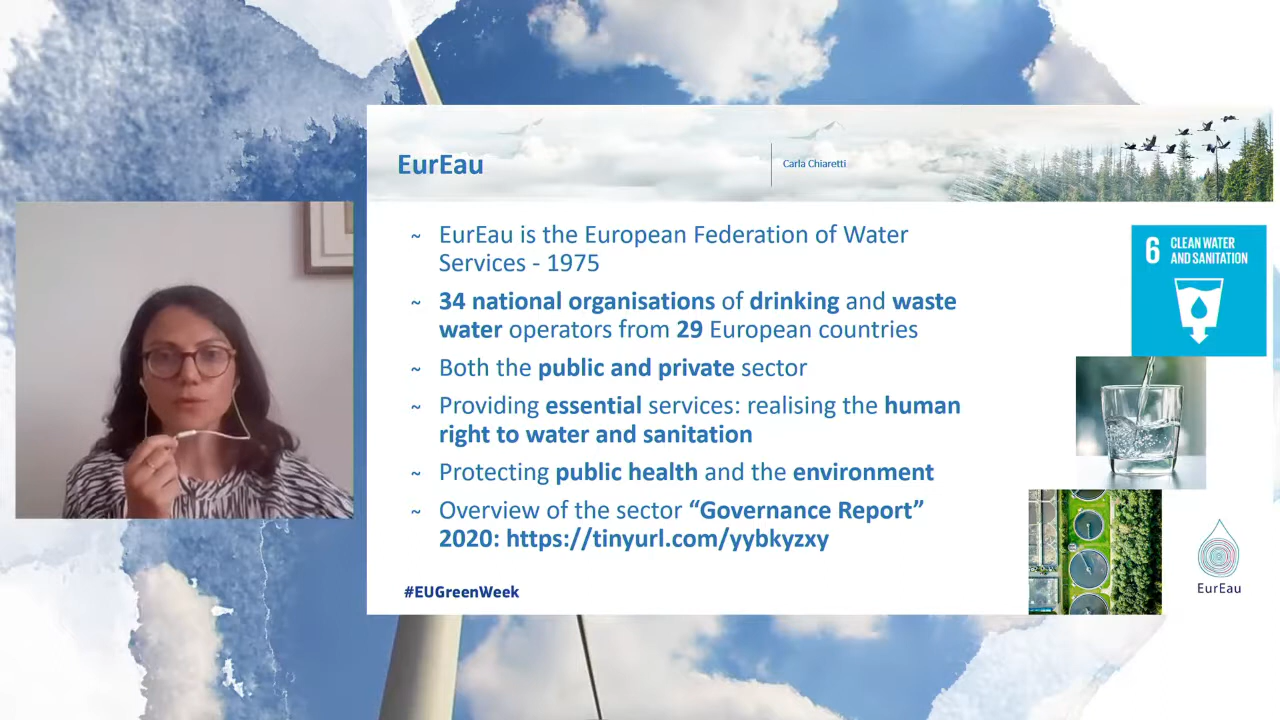 EurEau
Carla Chiaretti
~ EurEau is the European Federation of Water
Services - 1975
~ 34 national organisations of drinking and waste
water operators from 29 European countries
~ Both the public and private sector
~ Providing essential services: realising the human
right to water and sanitation
~ Protecting public health and the environment
~ Overview of the sector “Governance Report”
2020: https://tinyurl.com/yybkyzxy
#EUGreenWeek
6 CLEAN WATER
AND SANITATION
EurEau